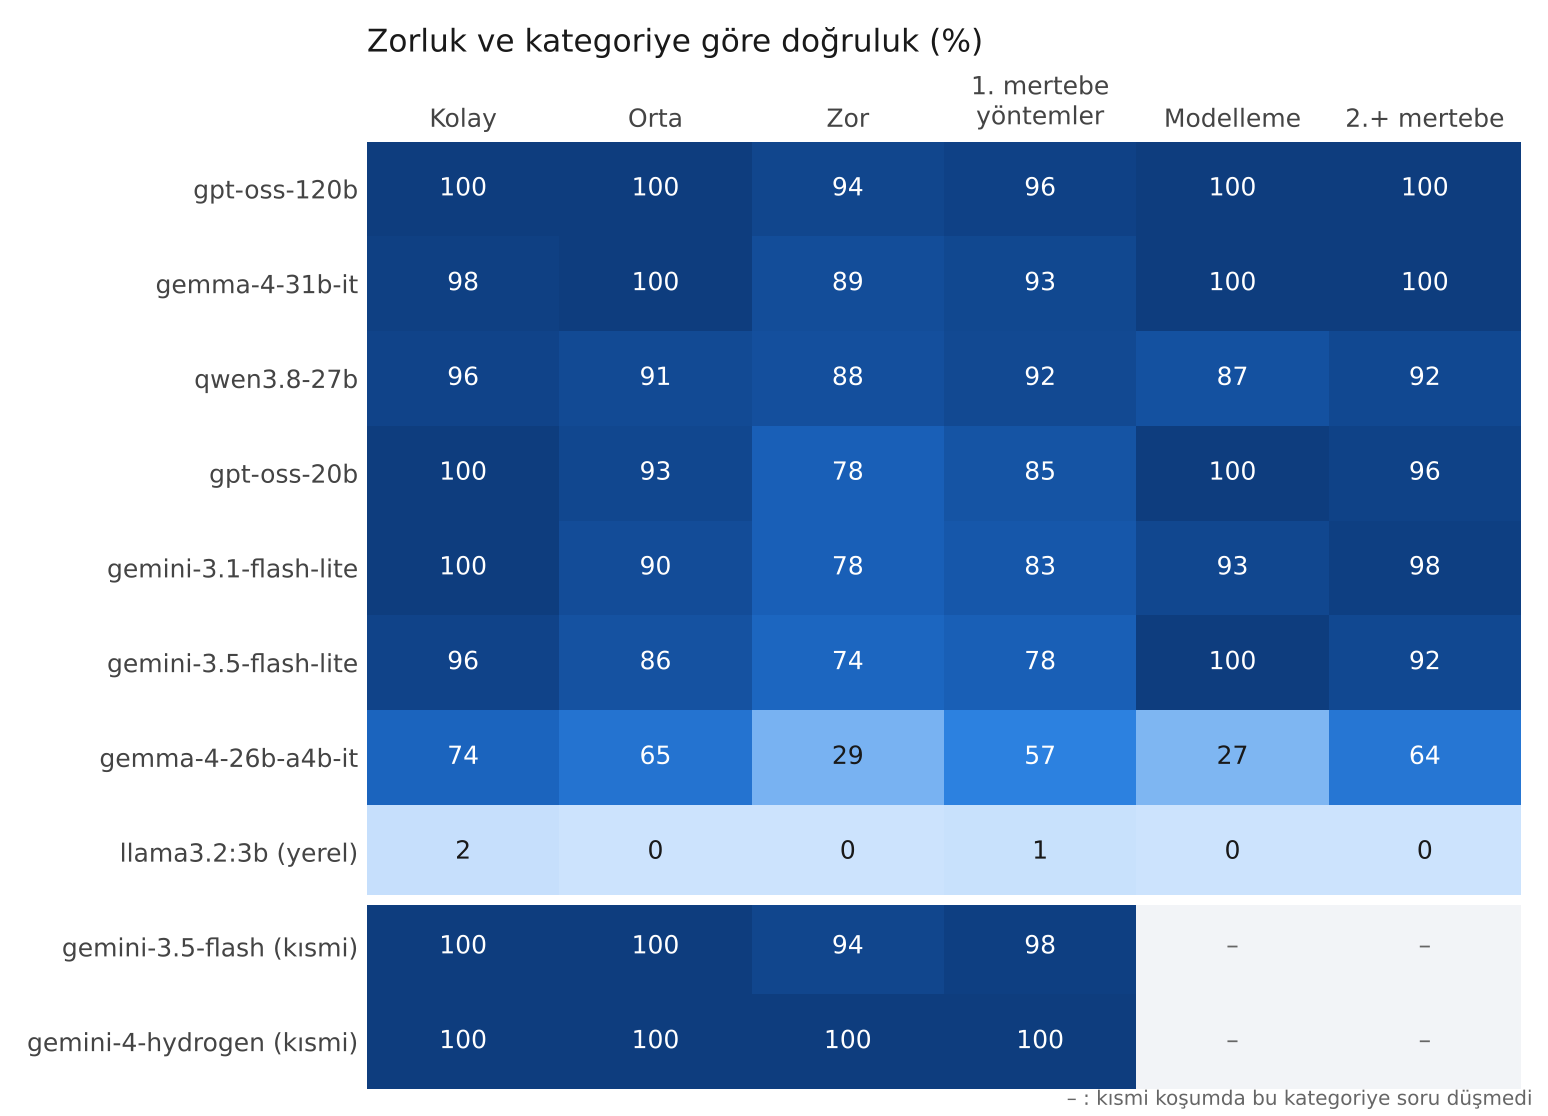 Zorluk ve kategoriye göre doğruluk (%)
Kolay Orta Zor 1. mertebe yöntemler Modelleme 2.+ mertebe
gpt-oss-120b 100 100 94 96 100 100
gemma-4-31b-it 98 100 89 93 100 100
qwen3.8-27b 96 91 88 92 87 92
gpt-oss-20b 100 93 78 85 100 96
gemini-3.1-flash-lite 100 90 78 83 93 98
gemini-3.5-flash-lite 96 86 74 78 100 92
gemma-4-26b-a4b-it 74 65 29 57 27 64
llama3.2:3b (yerel) 2 0 0 1 0 0
gemini-3.5-flash (kısmi) 100 100 94 98 – –
gemini-4-hydrogen (kısmi) 100 100 100 100 – –
– : kısmi koşumda bu kategoriye soru düşmedi